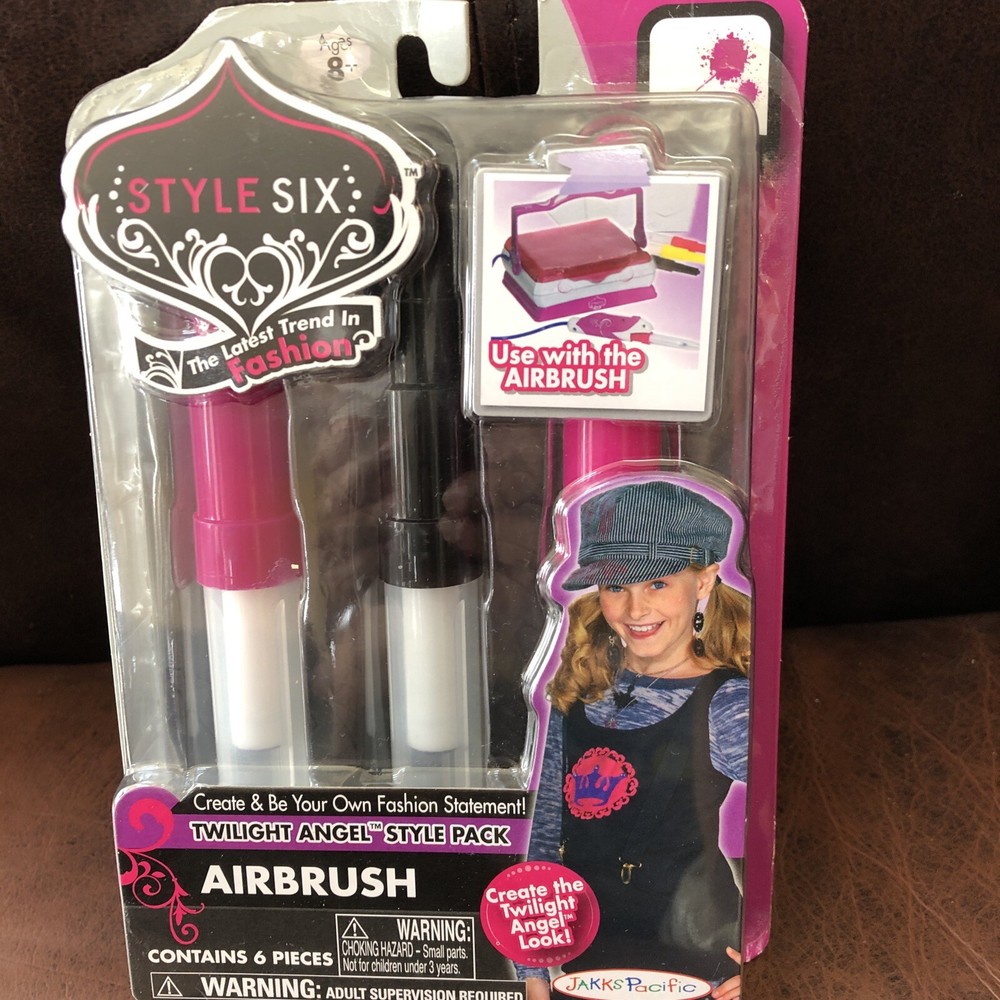 Ages
8+
STYLE SIX
TM
The Latest Trend In
Fashion
Use with the
AIRBRUSH
Create & Be Your Own Fashion Statement!
TWILIGHT ANGEL™ STYLE PACK
AIRBRUSH
CONTAINS 6 PIECES
WARNING:
CHOKING HAZARD – Small parts.
Not for children under 3 years.
WARNING: ADULT SUPERVISION REQUIRED
Create the
Twilight
Angel™
Look!
JAKKS Pacific